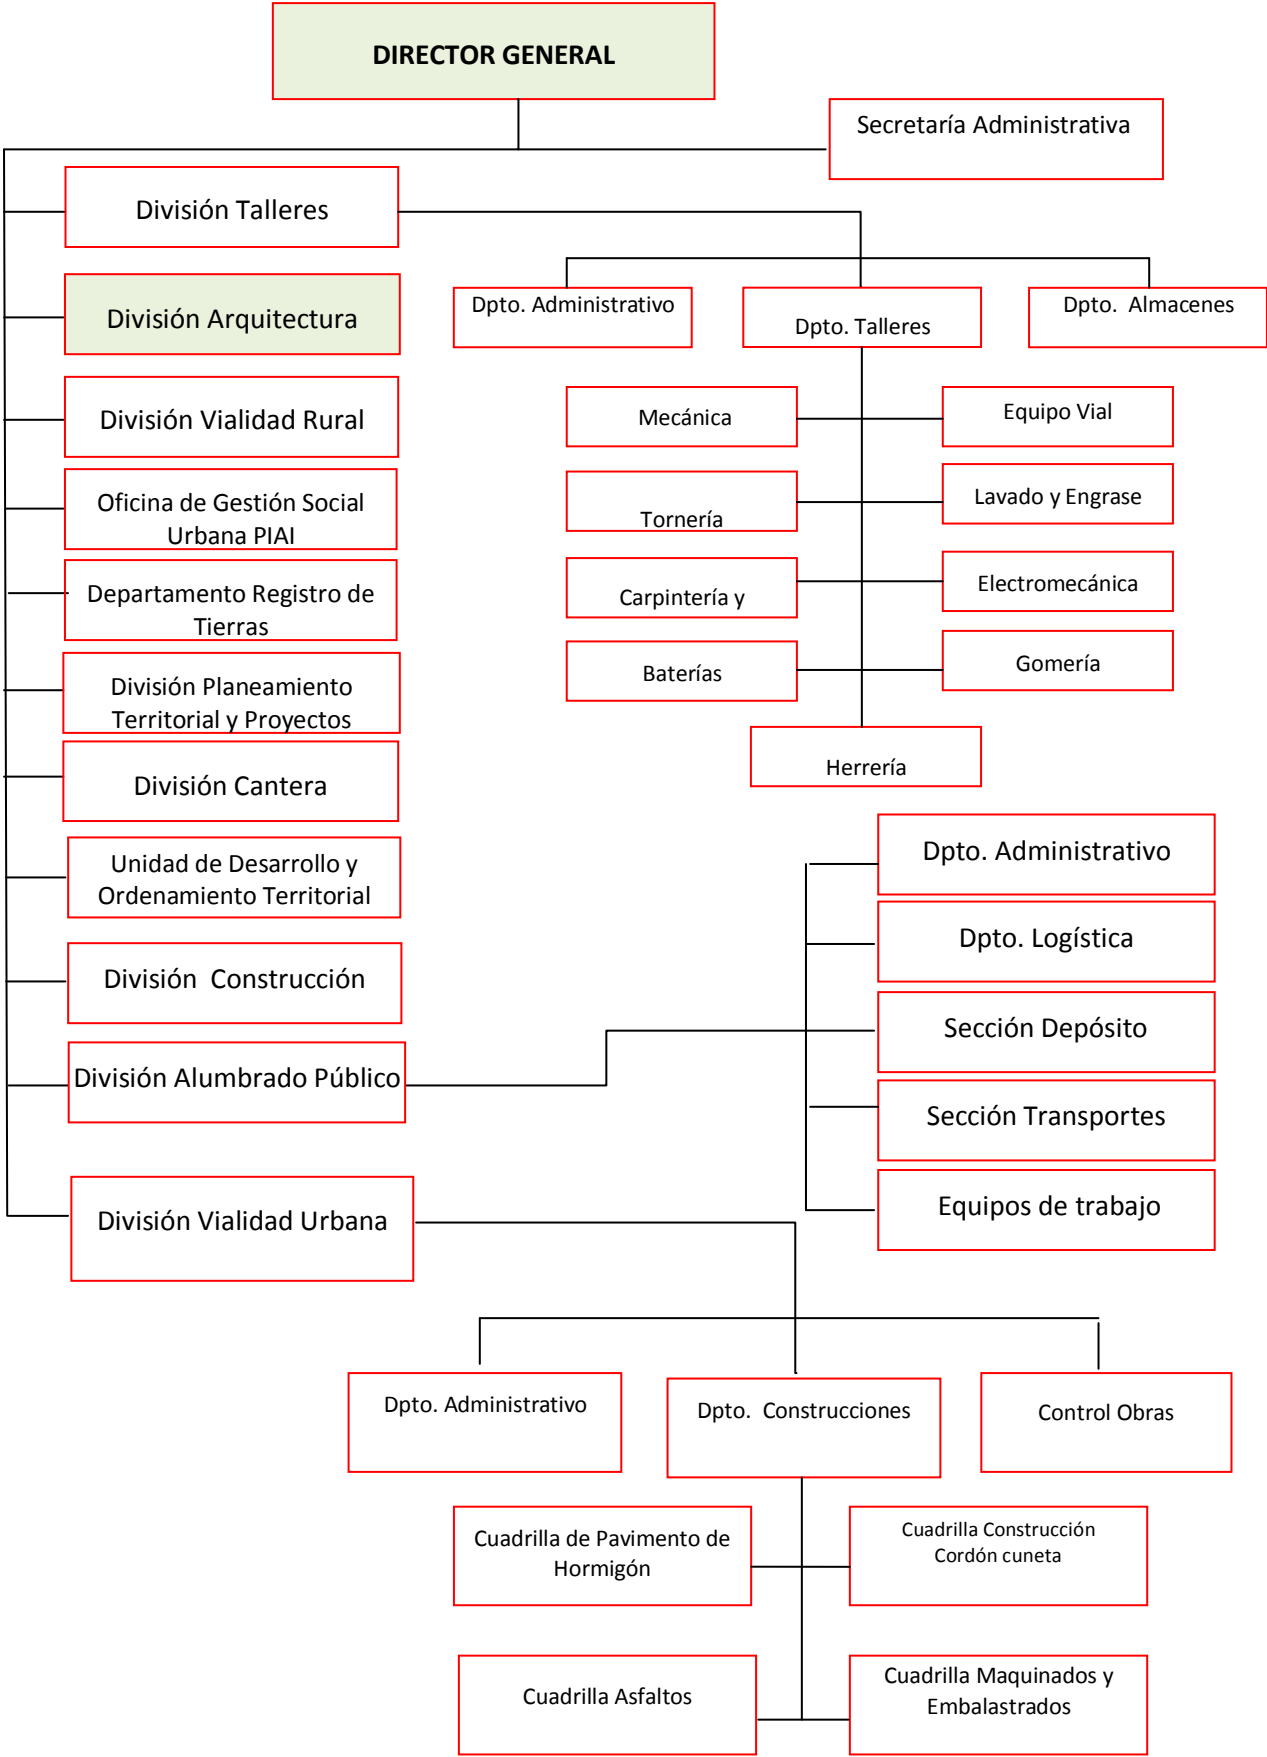 DIRECTOR GENERAL
Secretaría Administrativa
División Talleres
Dpto. Administrativo
Dpto. Talleres
Dpto.  Almacenes
División Arquitectura
Mecánica
Equipo Vial
División Vialidad Rural
Tornería
Lavado y Engrase
Oficina de Gestión Social
Urbana PIAI
Carpintería y
Electromecánica
Departamento Registro de
Tierras
Baterías
Gomería
División Planeamiento
Territorial y Proyectos
Herrería
División Cantera
Unidad de Desarrollo y
Ordenamiento Territorial
División  Construcción
División Alumbrado Público
Dpto. Administrativo
Dpto. Logística
Sección Depósito
Sección Transportes
Equipos de trabajo
División Vialidad Urbana
Dpto. Administrativo
Dpto.  Construcciones
Control Obras
Cuadrilla de Pavimento de
Hormigón
Cuadrilla Construcción
Cordón cuneta
Cuadrilla Asfaltos
Cuadrilla Maquinados y
Embalastrados